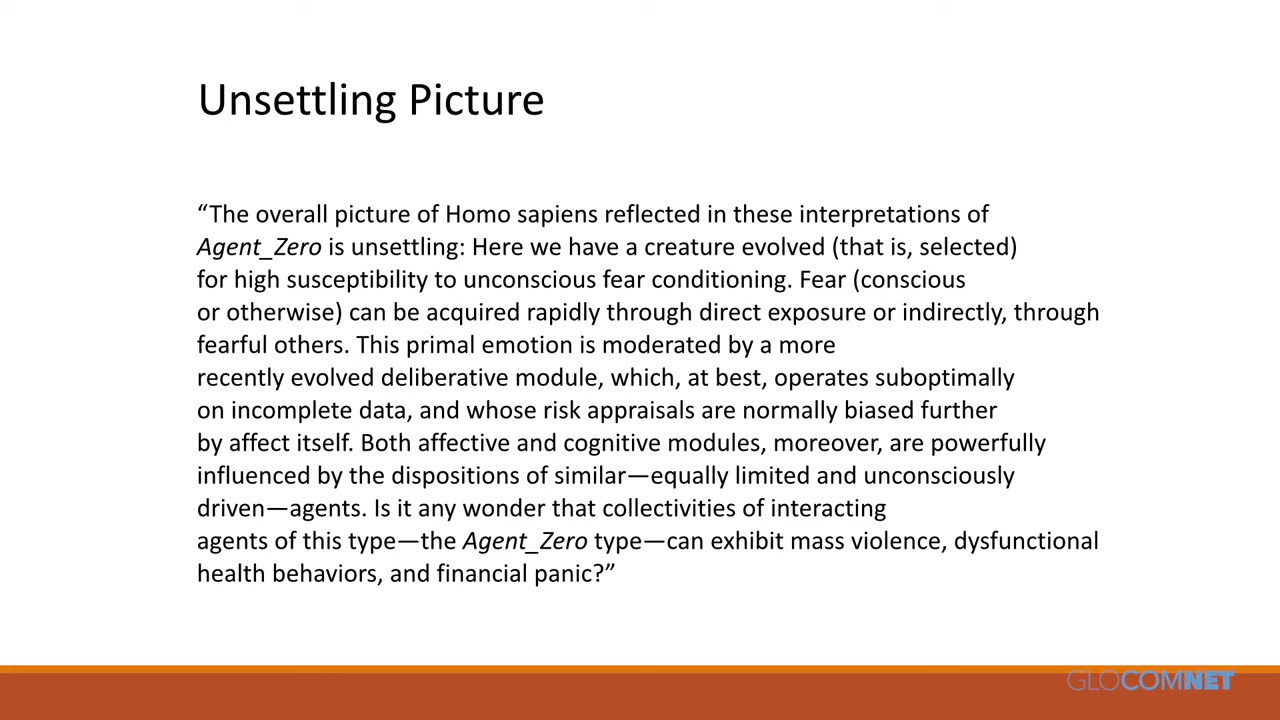 Unsettling Picture
“The overall picture of Homo sapiens reflected in these interpretations of
Agent_Zero is unsettling: Here we have a creature evolved (that is, selected)
for high susceptibility to unconscious fear conditioning. Fear (conscious
or otherwise) can be acquired rapidly through direct exposure or indirectly, through
fearful others. This primal emotion is moderated by a more
recently evolved deliberative module, which, at best, operates suboptimally
on incomplete data, and whose risk appraisals are normally biased further
by affect itself. Both affective and cognitive modules, moreover, are powerfully
influenced by the dispositions of similar—equally limited and unconsciously
driven—agents. Is it any wonder that collectivities of interacting
agents of this type—the Agent_Zero type—can exhibit mass violence, dysfunctional
health behaviors, and financial panic?”
GLOCOMNET